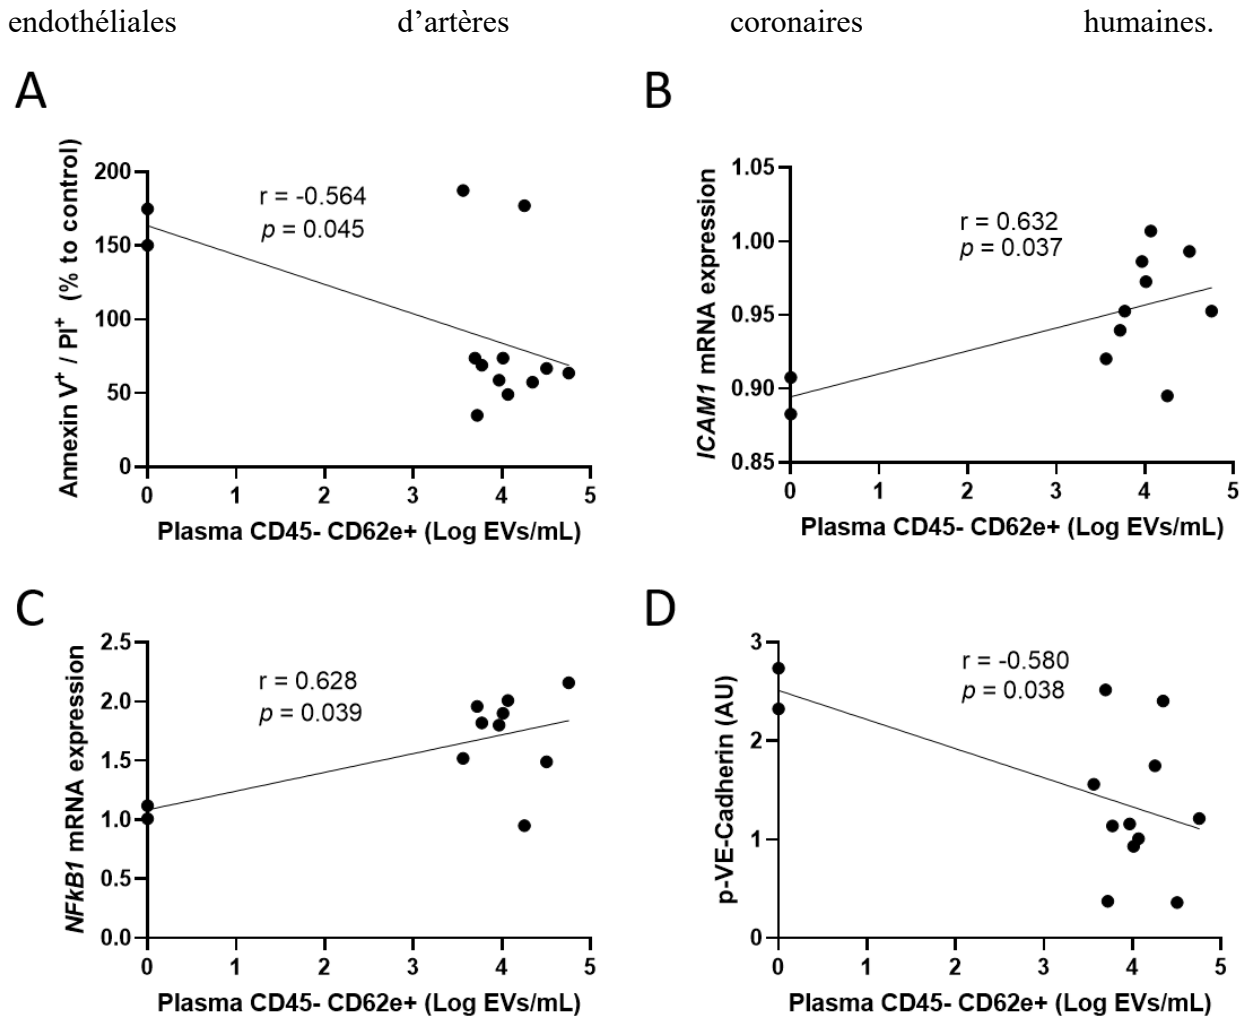 endothéliales d’artères coronaires humaines.
A
Annexin V+ / PI+ (% to control)
200
150
100
50
0
r = -0.564
p = 0.045
0 1 2 3 4 5
Plasma CD45- CD62e+ (Log EVs/mL)
B
ICAM1 mRNA expression
1.05
1.00
0.95
0.90
0.85
r = 0.632
p = 0.037
0 1 2 3 4 5
Plasma CD45- CD62e+ (Log EVs/mL)
C
NFkB1 mRNA expression
2.5
2.0
1.5
1.0
0.5
0.0
r = 0.628
p = 0.039
0 1 2 3 4 5
Plasma CD45- CD62e+ (Log EVs/mL)
D
p-VE-Cadherin (AU)
3
2
1
0
r = -0.580
p = 0.038
0 1 2 3 4 5
Plasma CD45- CD62e+ (Log EVs/mL)